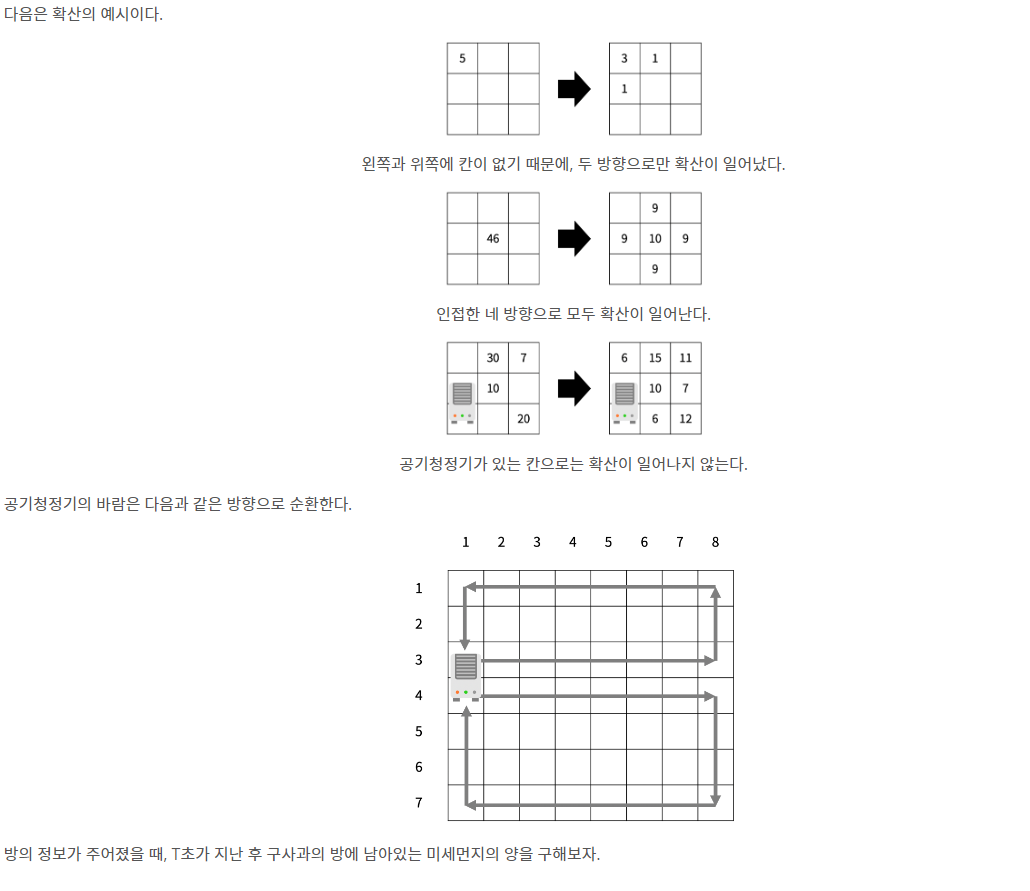 다음은 확산의 예시이다.
5
3 1
1
왼쪽과 위쪽에 칸이 없기 때문에, 두 방향으로만 확산이 일어났다.
9
46
9 10 9
9
인접한 네 방향으로 모두 확산이 일어난다.
30 7
6 15 11
10
10 7
20
6 12
공기청정기가 있는 칸으로는 확산이 일어나지 않는다.
공기청정기의 바람은 다음과 같은 방향으로 순환한다.
1 2 3 4 5 6 7 8
1
2
3
4
5
6
7
방의 정보가 주어졌을 때, T초가 지난 후 구사과의 방에 남아있는 미세먼지의 양을 구해보자.